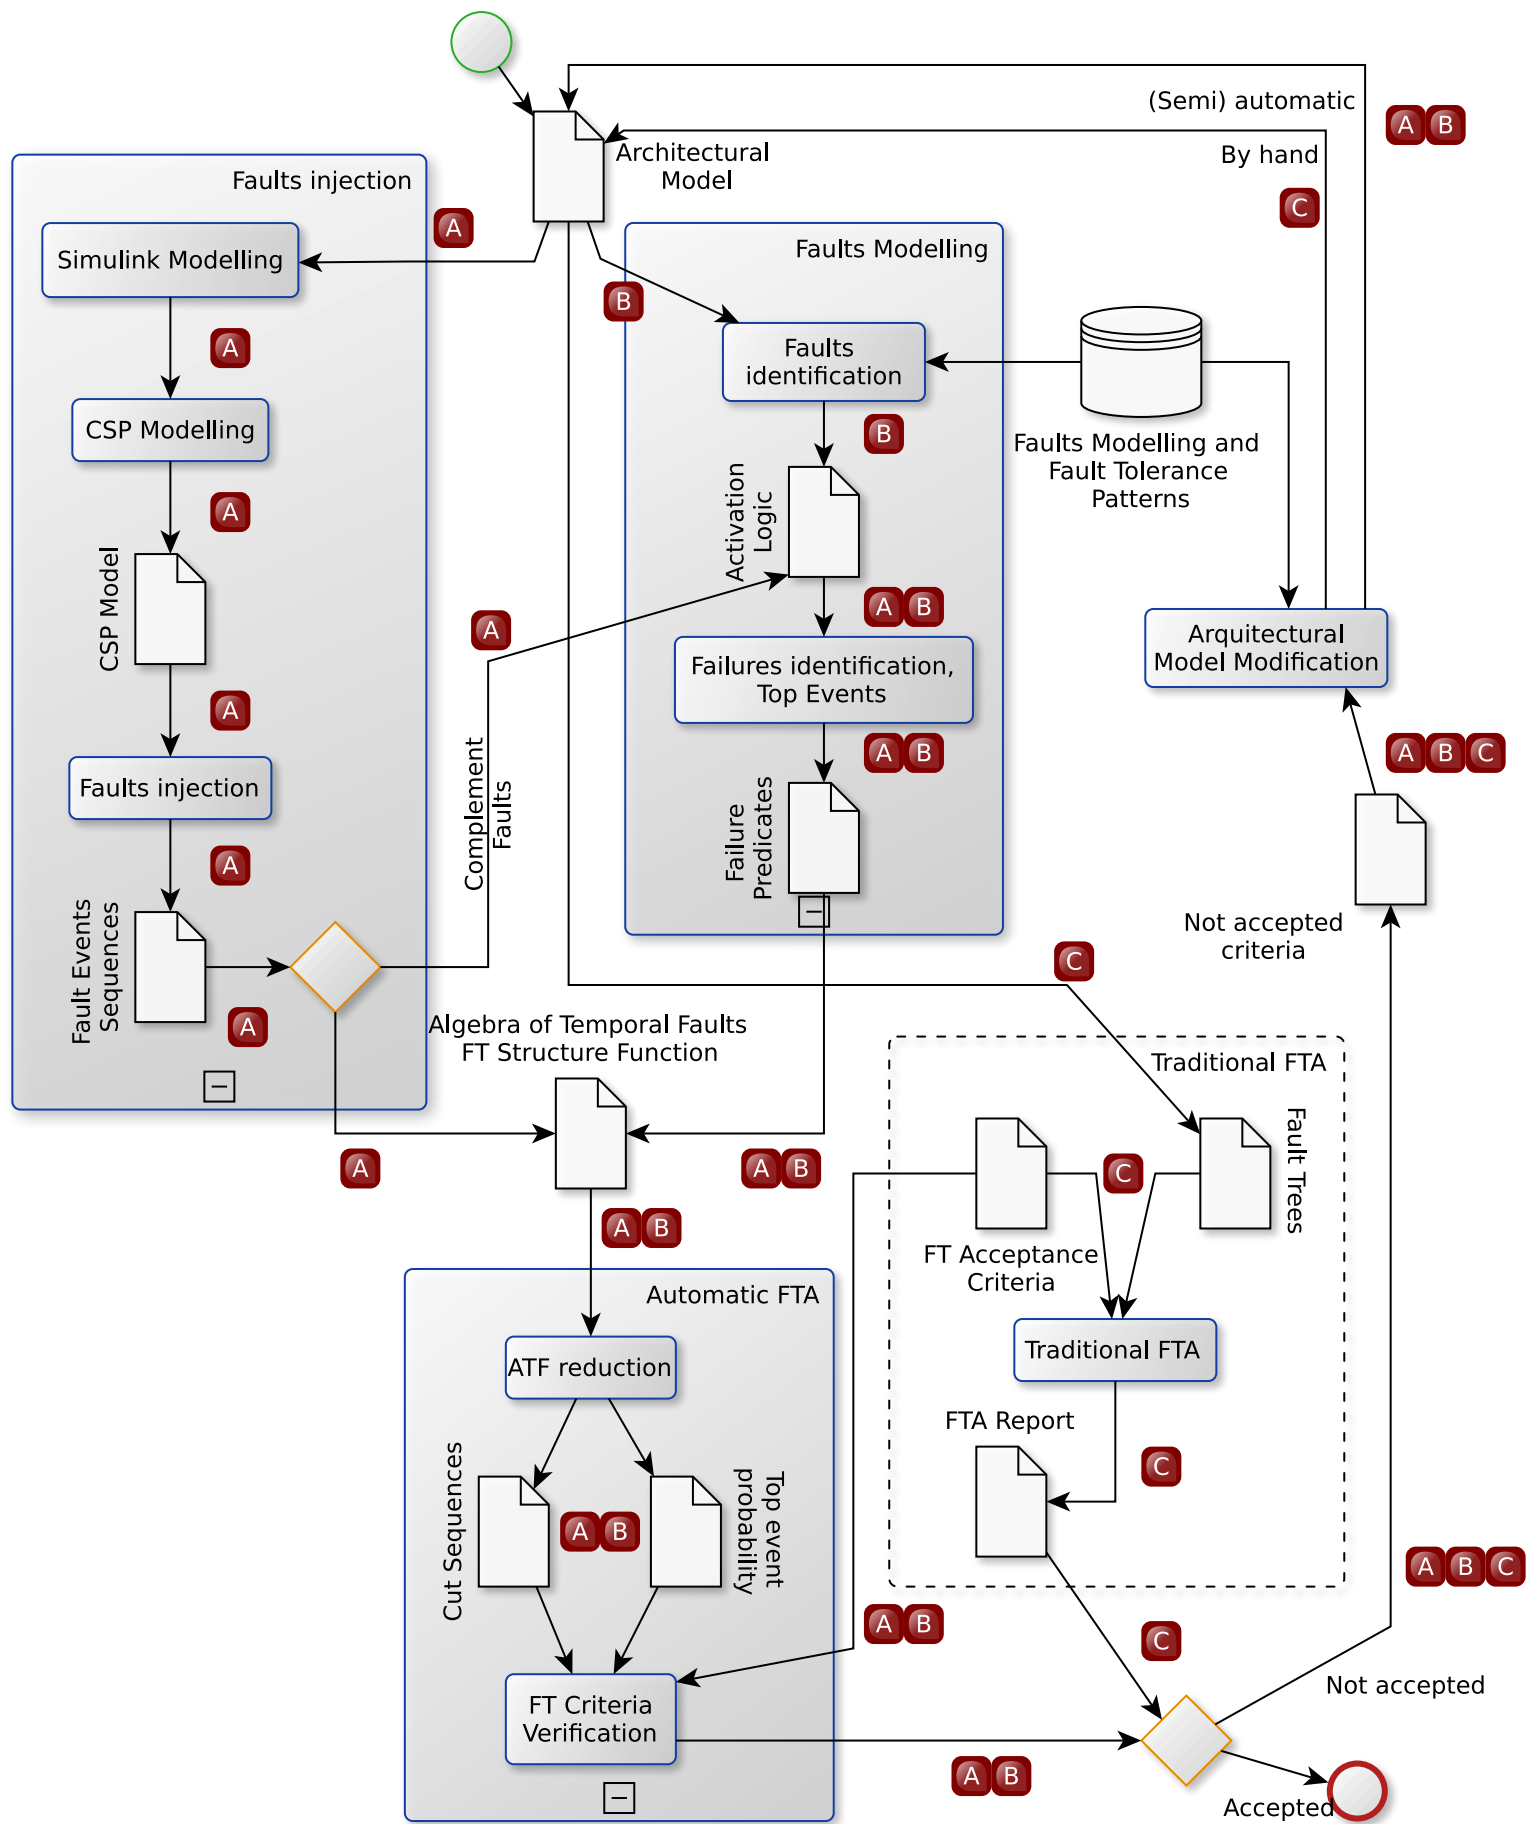 (Semi) automatic
A B
By hand
C
Architectural
Model
Faults injection
A
Simulink Modelling
A
CSP Modelling
A
CSP Model
A
Faults injection
A
Fault Events
Sequences
A
Complement
Faults
A
A
Faults Modelling
B
Faults
identification
B
Activation
Logic
A B
Failures identification,
Top Events
A B
Failure
Predicates
Faults Modelling and
Fault Tolerance
Patterns
Arquitectural
Model Modification
A B C
Not accepted
criteria
C
Algebra of Temporal Faults
FT Structure Function
A B
A B
Traditional FTA
Fault Trees
C
FT Acceptance
Criteria
Traditional FTA
FTA Report
C
Automatic FTA
ATF reduction
Cut Sequences
A B
Top event
probability
A B
FT Criteria
Verification
A B
C
A B C
Not accepted
Accepted